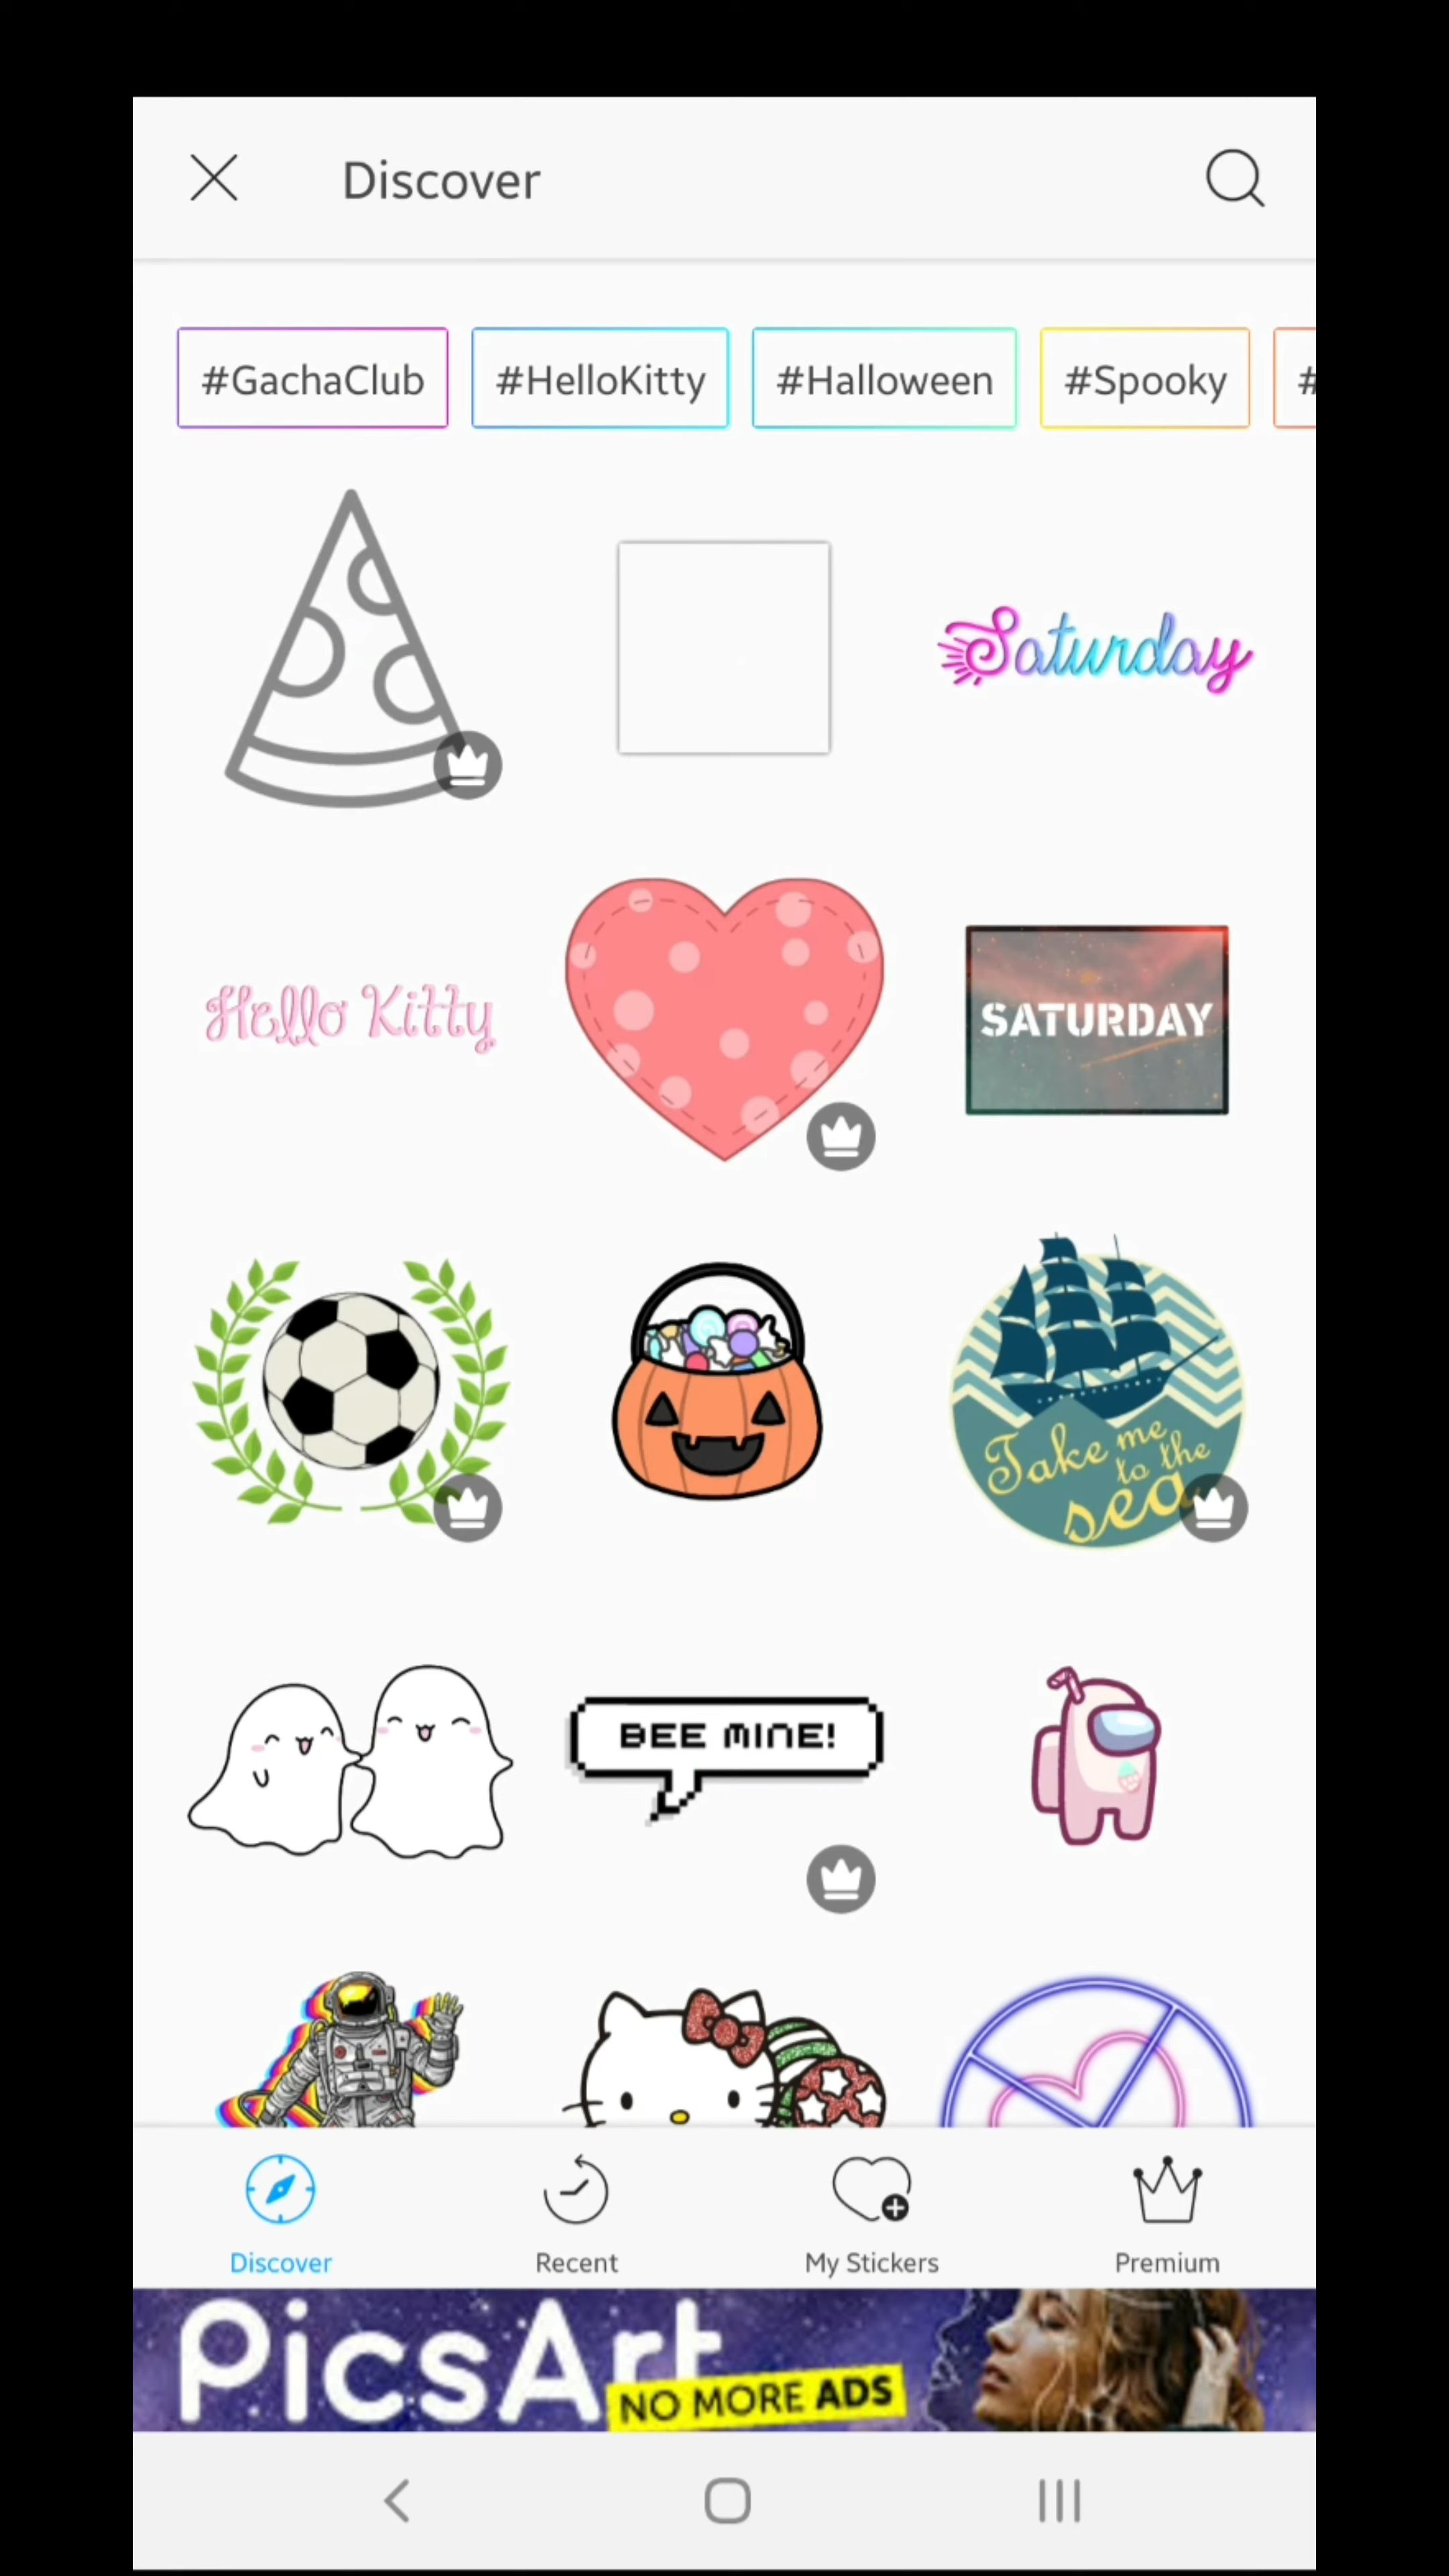 Discover
#GachaClub #HelloKitty #Halloween #Spooky #
Saturday
Hello Kitty
SATURDAY
Take me
to the
sea
BEE MINE!
Discover Recent My Stickers Premium
PicsArt
NO MORE ADS